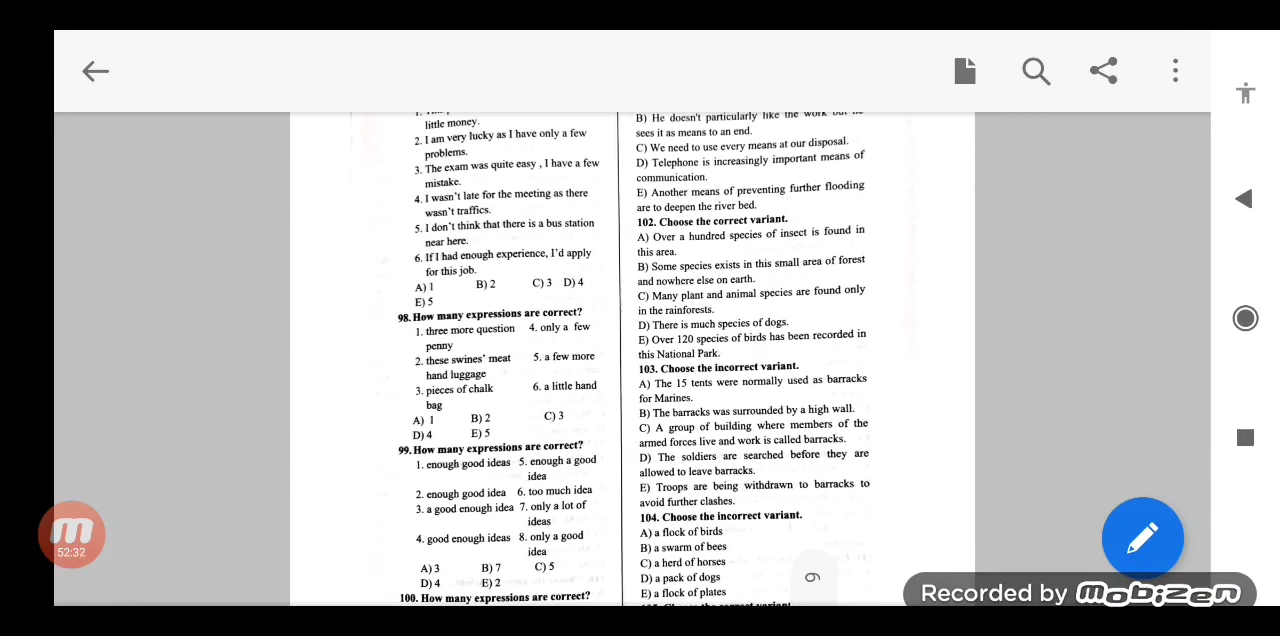 little money.
2. I am very lucky as I have only a few
problems.
3. The exam was quite easy , I have a few
mistake.
4. I wasn't late for the meeting as there
wasn't traffics.
5. I don't think that there is a bus station
near here.
6. If I had enough experience, I'd apply
for this job.
A) 1 B) 2 C) 3 D) 4
E) 5
98. How many expressions are correct?
1. three more question 4. only a few
penny
2. these swines' meat 5. a few more
hand luggage
3. pieces of chalk 6. a little hand
bag
A) 1 B) 2 C) 3
D) 4 E) 5
99. How many expressions are correct?
1. enough good ideas 5. enough a good
idea
2. enough good idea 6. too much idea
3. a good enough idea 7. only a lot of
ideas
4. good enough ideas 8. only a good
idea
A) 3 B) 7 C) 5
D) 4 E) 2
100. How many expressions are correct?
B) He doesn't particularly like the work but he
sees it as means to an end.
C) We need to use every means at our disposal.
D) Telephone is increasingly important means of
communication.
E) Another means of preventing further flooding
are to deepen the river bed.
102. Choose the correct variant.
A) Over a hundred species of insect is found in
this area.
B) Some species exists in this small area of forest
and nowhere else on earth.
C) Many plant and animal species are found only
in the rainforests.
D) There is much species of dogs.
E) Over 120 species of birds has been recorded in
this National Park.
103. Choose the incorrect variant.
A) The 15 tents were normally used as barracks
for Marines.
B) The barracks was surrounded by a high wall.
C) A group of building where members of the
armed forces live and work is called barracks.
D) The soldiers are searched before they are
allowed to leave barracks.
E) Troops are being withdrawn to barracks to
avoid further clashes.
104. Choose the incorrect variant.
A) a flock of birds
B) a swarm of bees
C) a herd of horses
D) a pack of dogs
E) a flock of plates
105. Choose the correct variant
6
52:32
Recorded by mobizen